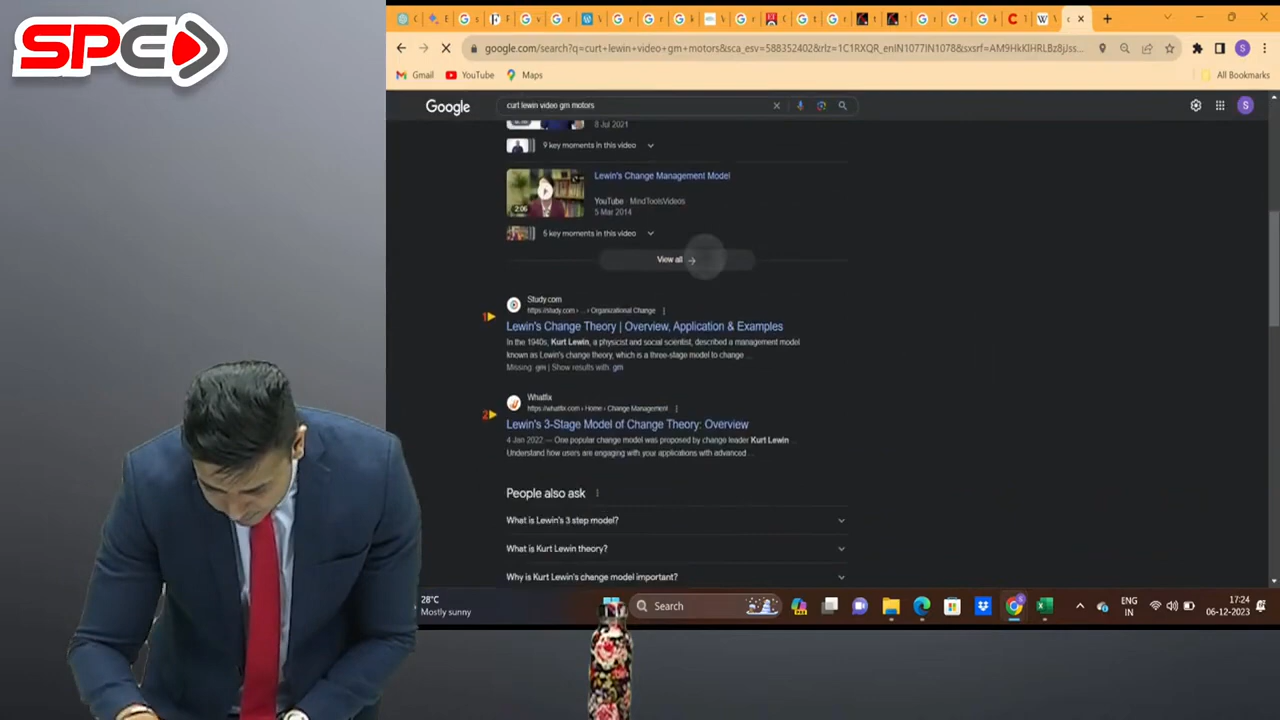 SPC
google.com/search?q=curt+lewin+video+gm+motors&sca_esv=588352402&rlz=1C1RXQR_enIN1077IN1078&sxsrf=AM9HkKlHRLBz8jJss...
Gmail YouTube Maps All Bookmarks
Google curt lewin video gm motors
8 Jul 2021
9 key moments in this video
Lewin's Change Management Model
YouTube · MindToolsVideos
5 Mar 2014
2:06
5 key moments in this video
View all →
Study.com
https://study.com › ... › Organizational Change
Lewin's Change Theory | Overview, Application & Examples
In the 1940s, Kurt Lewin, a physicist and social scientist, described a management model
known as Lewin's change theory, which is a three-stage model to change ...
Missing: gm | Show results with: gm
Whatfix
https://whatfix.com › Home › Change Management
Lewin's 3-Stage Model of Change Theory: Overview
4 Jan 2022 — One popular change model was proposed by change leader Kurt Lewin ...
Understand how users are engaging with your applications with advanced ...
People also ask
What is Lewin's 3 step model?
What is Kurt Lewin theory?
Why is Kurt Lewin's change model important?
28°C
Mostly sunny
Search
ENG
IN
17:24
06-12-2023